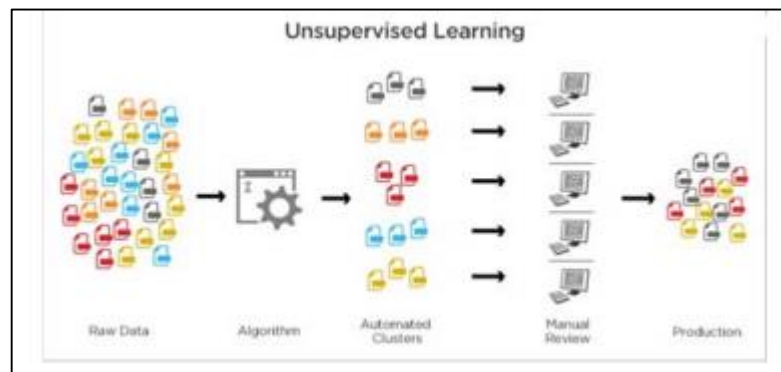 Unsupervised Learning
Raw Data
Algorithm
Automated
Clusters
Manual
Review
Production